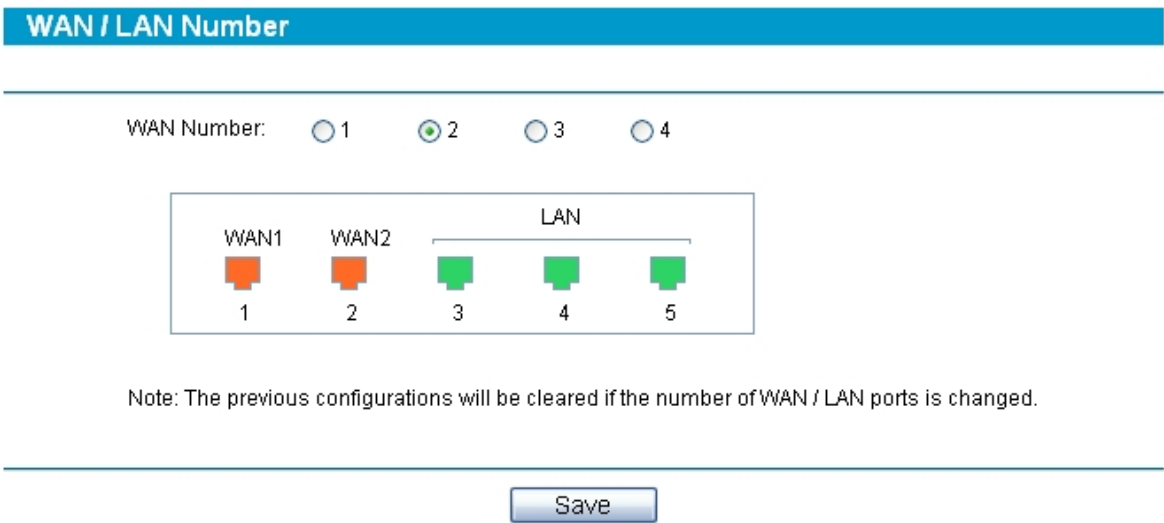 WAN / LAN Number
WAN Number: 1 2 3 4
LAN
WAN1 WAN2
1 2 3 4 5
Note: The previous configurations will be cleared if the number of WAN / LAN ports is changed.
Save